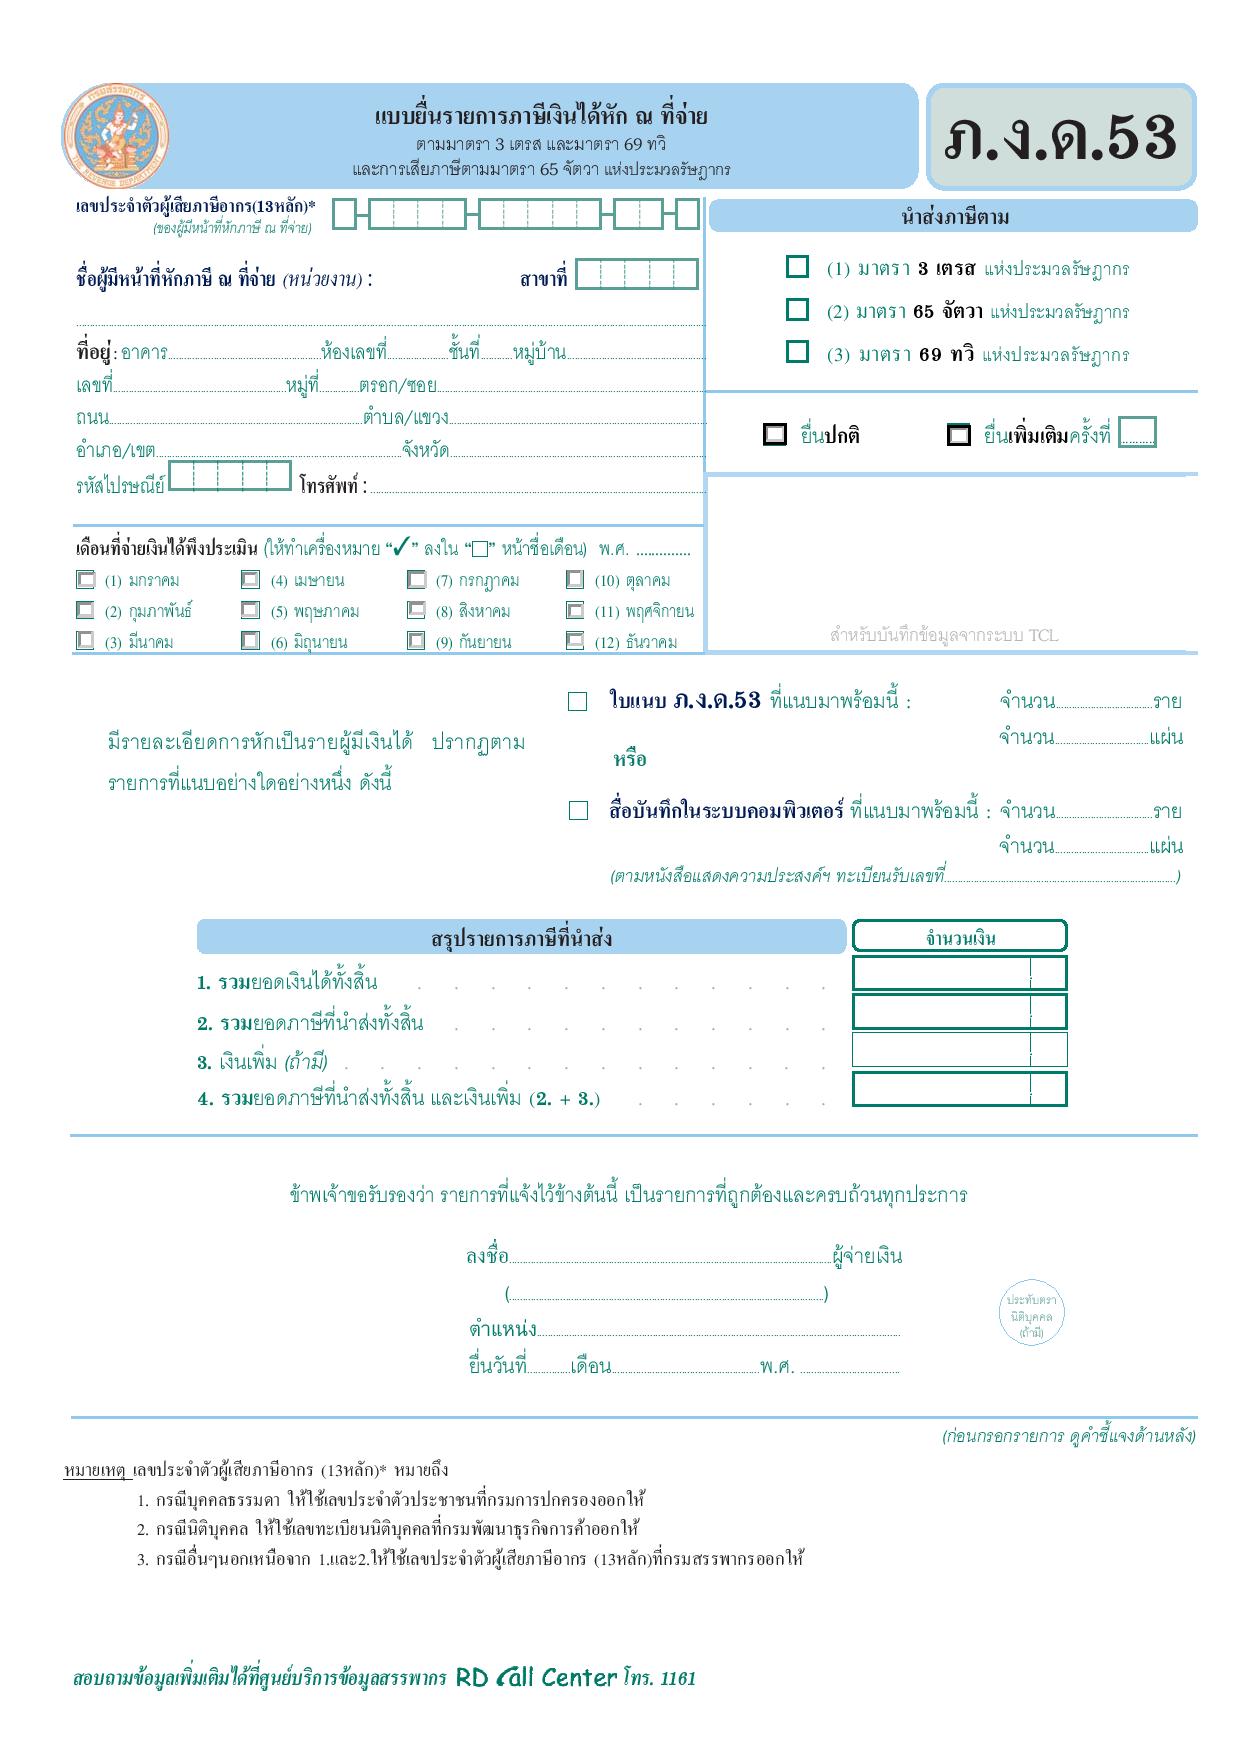 แบบยื่นรายการภาษีเงินได้หัก ณ ที่จ่าย
ตามมาตรา 3 เตรส และมาตรา 69 ทวิ
และการเสียภาษีตามมาตรา 65 จัตวา แห่งประมวลรัษฎากร
ภ.ง.ด.53
กรมสรรพากร
THE REVENUE DEPARTMENT
เลขประจำตัวผู้เสียภาษีอากร(13หลัก)*
(ของผู้มีหน้าที่หักภาษี ณ ที่จ่าย)
ชื่อผู้มีหน้าที่หักภาษี ณ ที่จ่าย (หน่วยงาน) : สาขาที่
ที่อยู่ : อาคาร ห้องเลขที่ ชั้นที่ หมู่บ้าน
เลขที่ หมู่ที่ ตรอก/ซอย
ถนน ตำบล/แขวง
อำเภอ/เขต จังหวัด
รหัสไปรษณีย์ โทรศัพท์ :
นำส่งภาษีตาม
(1) มาตรา 3 เตรส แห่งประมวลรัษฎากร
(2) มาตรา 65 จัตวา แห่งประมวลรัษฎากร
(3) มาตรา 69 ทวิ แห่งประมวลรัษฎากร
ยื่นปกติ ยื่นเพิ่มเติมครั้งที่
เดือนที่จ่ายเงินได้พึงประเมิน (ให้ทำเครื่องหมาย “✓” ลงใน “□” หน้าชื่อเดือน) พ.ศ. ..............
(1) มกราคม (4) เมษายน (7) กรกฎาคม (10) ตุลาคม
(2) กุมภาพันธ์ (5) พฤษภาคม (8) สิงหาคม (11) พฤศจิกายน
(3) มีนาคม (6) มิถุนายน (9) กันยายน (12) ธันวาคม
สำหรับบันทึกข้อมูลจากระบบ TCL
มีรายละเอียดการหักเป็นรายผู้มีเงินได้ ปรากฏตาม
รายการที่แนบอย่างใดอย่างหนึ่ง ดังนี้
ใบแนบ ภ.ง.ด.53 ที่แนบมาพร้อมนี้ : จำนวน ราย
จำนวน แผ่น
หรือ
สื่อบันทึกในระบบคอมพิวเตอร์ ที่แนบมาพร้อมนี้ : จำนวน ราย
จำนวน แผ่น
(ตามหนังสือแสดงความประสงค์ฯ ทะเบียนรับเลขที่ )
สรุปรายการภาษีที่นำส่ง จำนวนเงิน
1. รวมยอดเงินได้ทั้งสิ้น
2. รวมยอดภาษีที่นำส่งทั้งสิ้น
3. เงินเพิ่ม (ถ้ามี)
4. รวมยอดภาษีที่นำส่งทั้งสิ้น และเงินเพิ่ม (2. + 3.)
ข้าพเจ้าขอรับรองว่า รายการที่แจ้งไว้ข้างต้นนี้ เป็นรายการที่ถูกต้องและครบถ้วนทุกประการ
ลงชื่อ ผู้จ่ายเงิน
( )
ตำแหน่ง
ยื่นวันที่ เดือน พ.ศ.
ประทับตรา
นิติบุคคล
(ถ้ามี)
(ก่อนกรอกรายการ ดูคำชี้แจงด้านหลัง)
หมายเหตุ เลขประจำตัวผู้เสียภาษีอากร (13หลัก)* หมายถึง
1. กรณีบุคคลธรรมดา ให้ใช้เลขประจำตัวประชาชนที่กรมการปกครองออกให้
2. กรณีนิติบุคคล ให้ใช้เลขทะเบียนนิติบุคคลที่กรมพัฒนาธุรกิจการค้าออกให้
3. กรณีอื่นๆนอกเหนือจาก 1.และ2.ให้ใช้เลขประจำตัวผู้เสียภาษีอากร (13หลัก)ที่กรมสรรพากรออกให้
สอบถามข้อมูลเพิ่มเติมได้ที่ศูนย์บริการข้อมูลสรรพากร RD Call Center โทร. 1161